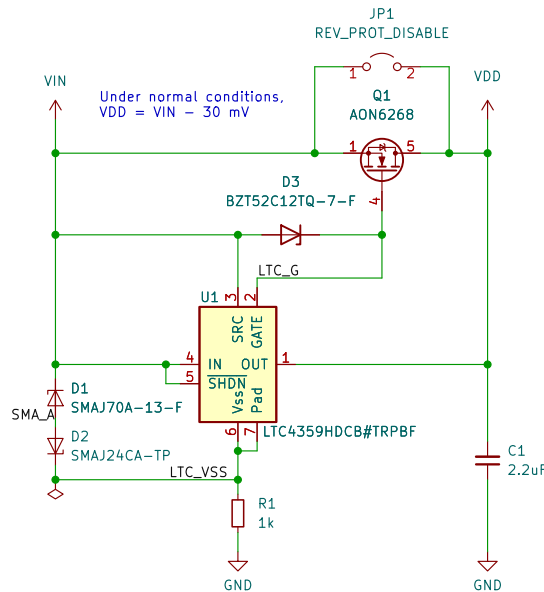 JP1
REV_PROT_DISABLE
1 2
VIN
Under normal conditions,
VDD = VIN − 30 mV
VDD
Q1
AON6268
1 5
4
D3
BZT52C12TQ-7-F
LTC_G
U1
3 2
SRC
GATE
4 IN OUT 1
5 SHDN
Vss
Pad
6 7
LTC4359HDCB#TRPBF
D1
SMAJ70A-13-F
SMA_A
D2
SMAJ24CA-TP
LTC_VSS
R1
1k
C1
2.2uF
GND
GND